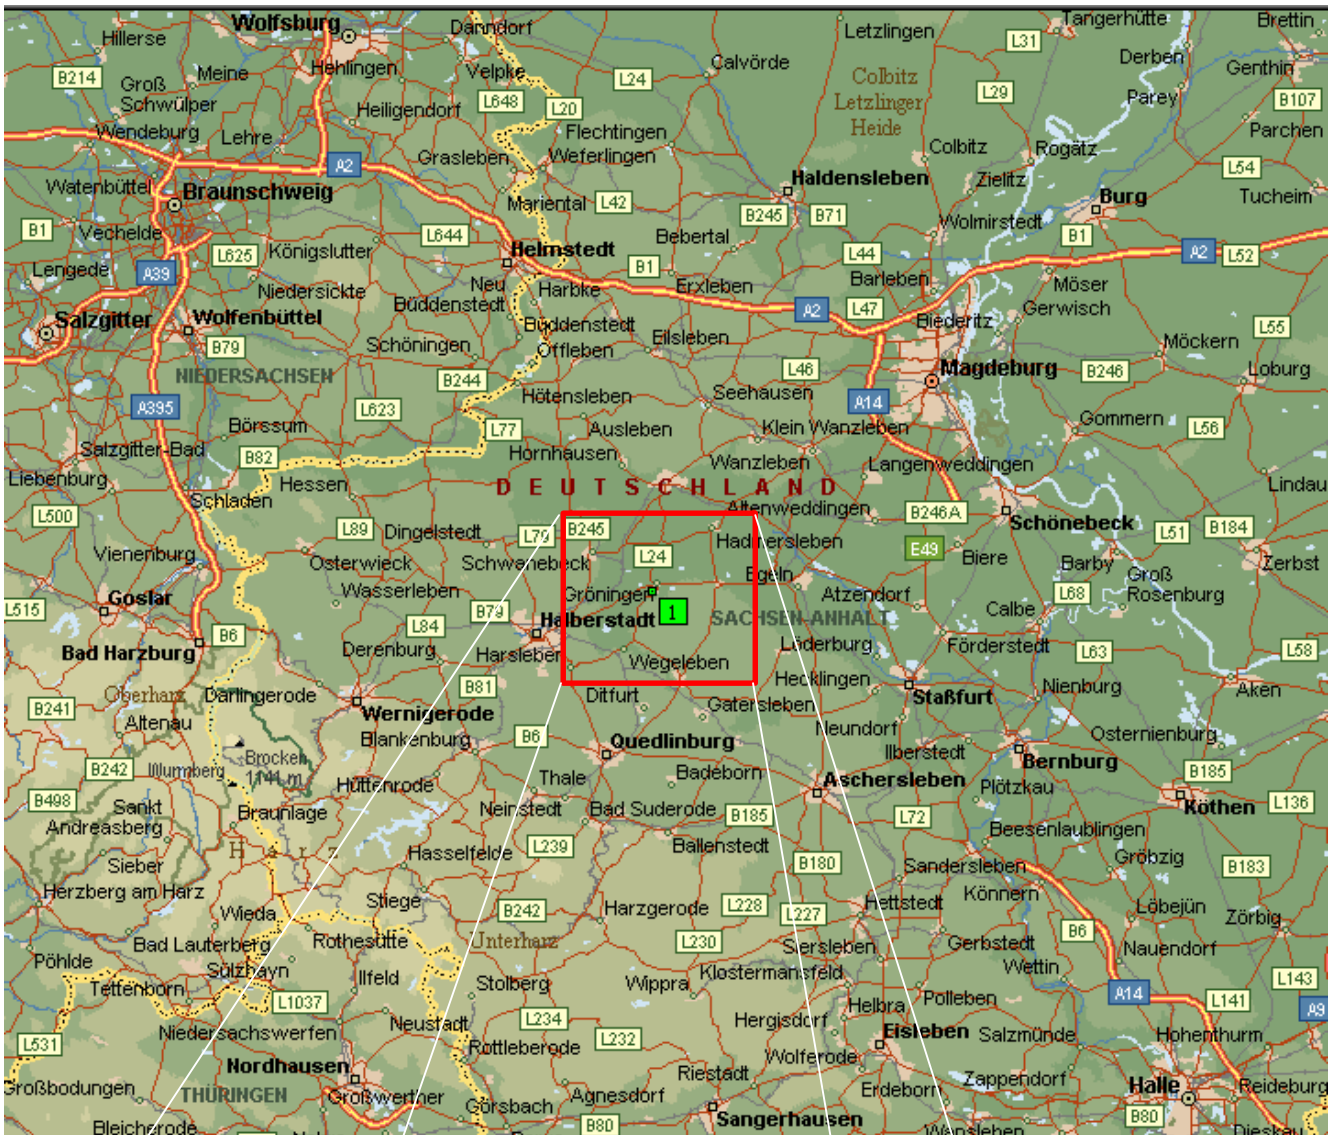 Wolfsburg
Danndorf
Letzlingen
Tangerhütte
Brettin
Hillerse
L31
Derben
B214
Meine
Hehlingen
Velpke
L24
Calvörde
Colbitz
Letzlinger
Heide
Genthin
Groß
Schwülper
L648
L20
L29
Parey
B107
Heiligendorf
Wendeburg
Lehre
Flechtingen
Parchen
Grasleben
Weferlingen
Colbitz
Rogätz
A2
L54
Watenbüttel
Braunschweig
Haldensleben
Zielitz
Burg
Tucheim
Mariental
L42
B245
B71
Wolmirstedt
B1
Vechelde
L644
Bebertal
B1
Königslutter
Helmstedt
L44
A2
L52
L625
B1
Lengede
A39
Neu
Büddenstedt
Harbke
Erxleben
Barleben
Möser
Niedersickte
A2
L47
Gerwisch
Salzgitter
Wolfenbüttel
Büddenstedt
Eilsleben
Biederitz
L55
B79
Schöningen
Offleben
Möckern
NIEDERSACHSEN
B244
L46
Magdeburg
B246
Loburg
A395
L623
Hötensleben
Seehausen
A14
Börssum
L77
Ausleben
Klein Wanzleben
Gommern
L56
Salzgitter-Bad
B82
Hornhausen
Wanzleben
Langenweddingen
Liebenburg
Hessen
DEUTSCHLAND
Lindau
Schladen
Altenweddingen
B246A
Schönebeck
L500
L89
Dingelstedt
L79
B245
L51
B184
Hadmersleben
E49
Vienenburg
Osterwieck
Schwanebeck
L24
Biere
Barby
Groß
Rosenburg
Zerbst
Egeln
Wasserleben
Gröningen
Atzendorf
L68
L515
Goslar
B79
1
SACHSEN-ANHALT
Calbe
B6
L84
Halberstadt
Löderburg
Förderstedt
L63
L58
Bad Harzburg
Derenburg
Harsleben
Wegeleben
Hecklingen
Oberharz
Darlingerode
B81
Ditfurt
Staßfurt
Nienburg
Aken
B241
Altenau
Wernigerode
Gatersleben
Neundorf
Blankenburg
B6
Quedlinburg
Ilberstedt
Osternienburg
Brocken
1141 m
Wurmberg
B242
Bernburg
B185
Hüttenrode
Thale
Badeborn
Aschersleben
Plötzkau
B498
Sankt
Andreasberg
Braunlage
Neinstedt
Bad Suderode
B185
L72
Köthen
L136
Harz
Beesenlaublingen
Hasselfelde
L239
Ballenstedt
Sieber
B180
Sandersleben
Gröbzig
B183
Herzberg am Harz
Stiege
Könnern
Wieda
B242
Harzgerode
L228
L227
Hettstedt
Löbejün
Zörbig
B6
Bad Lauterberg
Rothesütte
Unterharz
L230
Siersleben
Gerbstedt
Nauendorf
Pöhlde
Sülzhayn
Ilfeld
Stolberg
Wippra
Klostermansfeld
Wettin
L143
Tettenborn
L1037
Helbra
Polleben
A14
L141
A9
Niedersachswerfen
Neustadt
L234
Hergisdorf
Eisleben
Salzmünde
Hohenthurm
L531
Rottleberode
L232
Wolferode
Nordhausen
Riestadt
Zappendorf
Großbodungen
THÜRINGEN
Großwerther
Agnesdorf
Erdeborn
Halle
Reideburg
Görsbach
Sangerhausen
B80
Bleicherode
B80
Wansleben
Dieskau